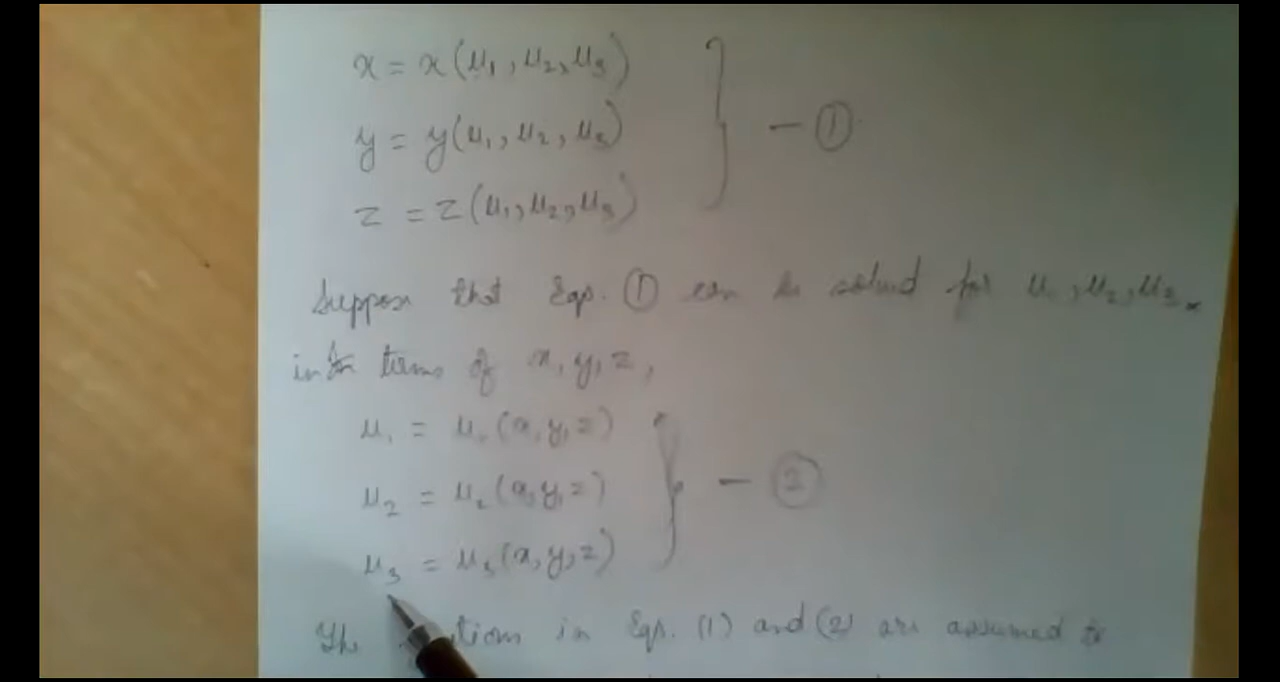 x = x(u₁, u₂, u₃)
y = y(u₁, u₂, u₃) } — ①
z = z(u₁, u₂, u₃)
Suppose that Eqs. ① can be solved for u₁, u₂, u₃
in terms of x, y, z,
u₁ = u₁(x, y, z)
u₂ = u₂(x, y, z) } — ②
u₃ = u₃(x, y, z)
The in Eqs. (1) and (2) are assumed to